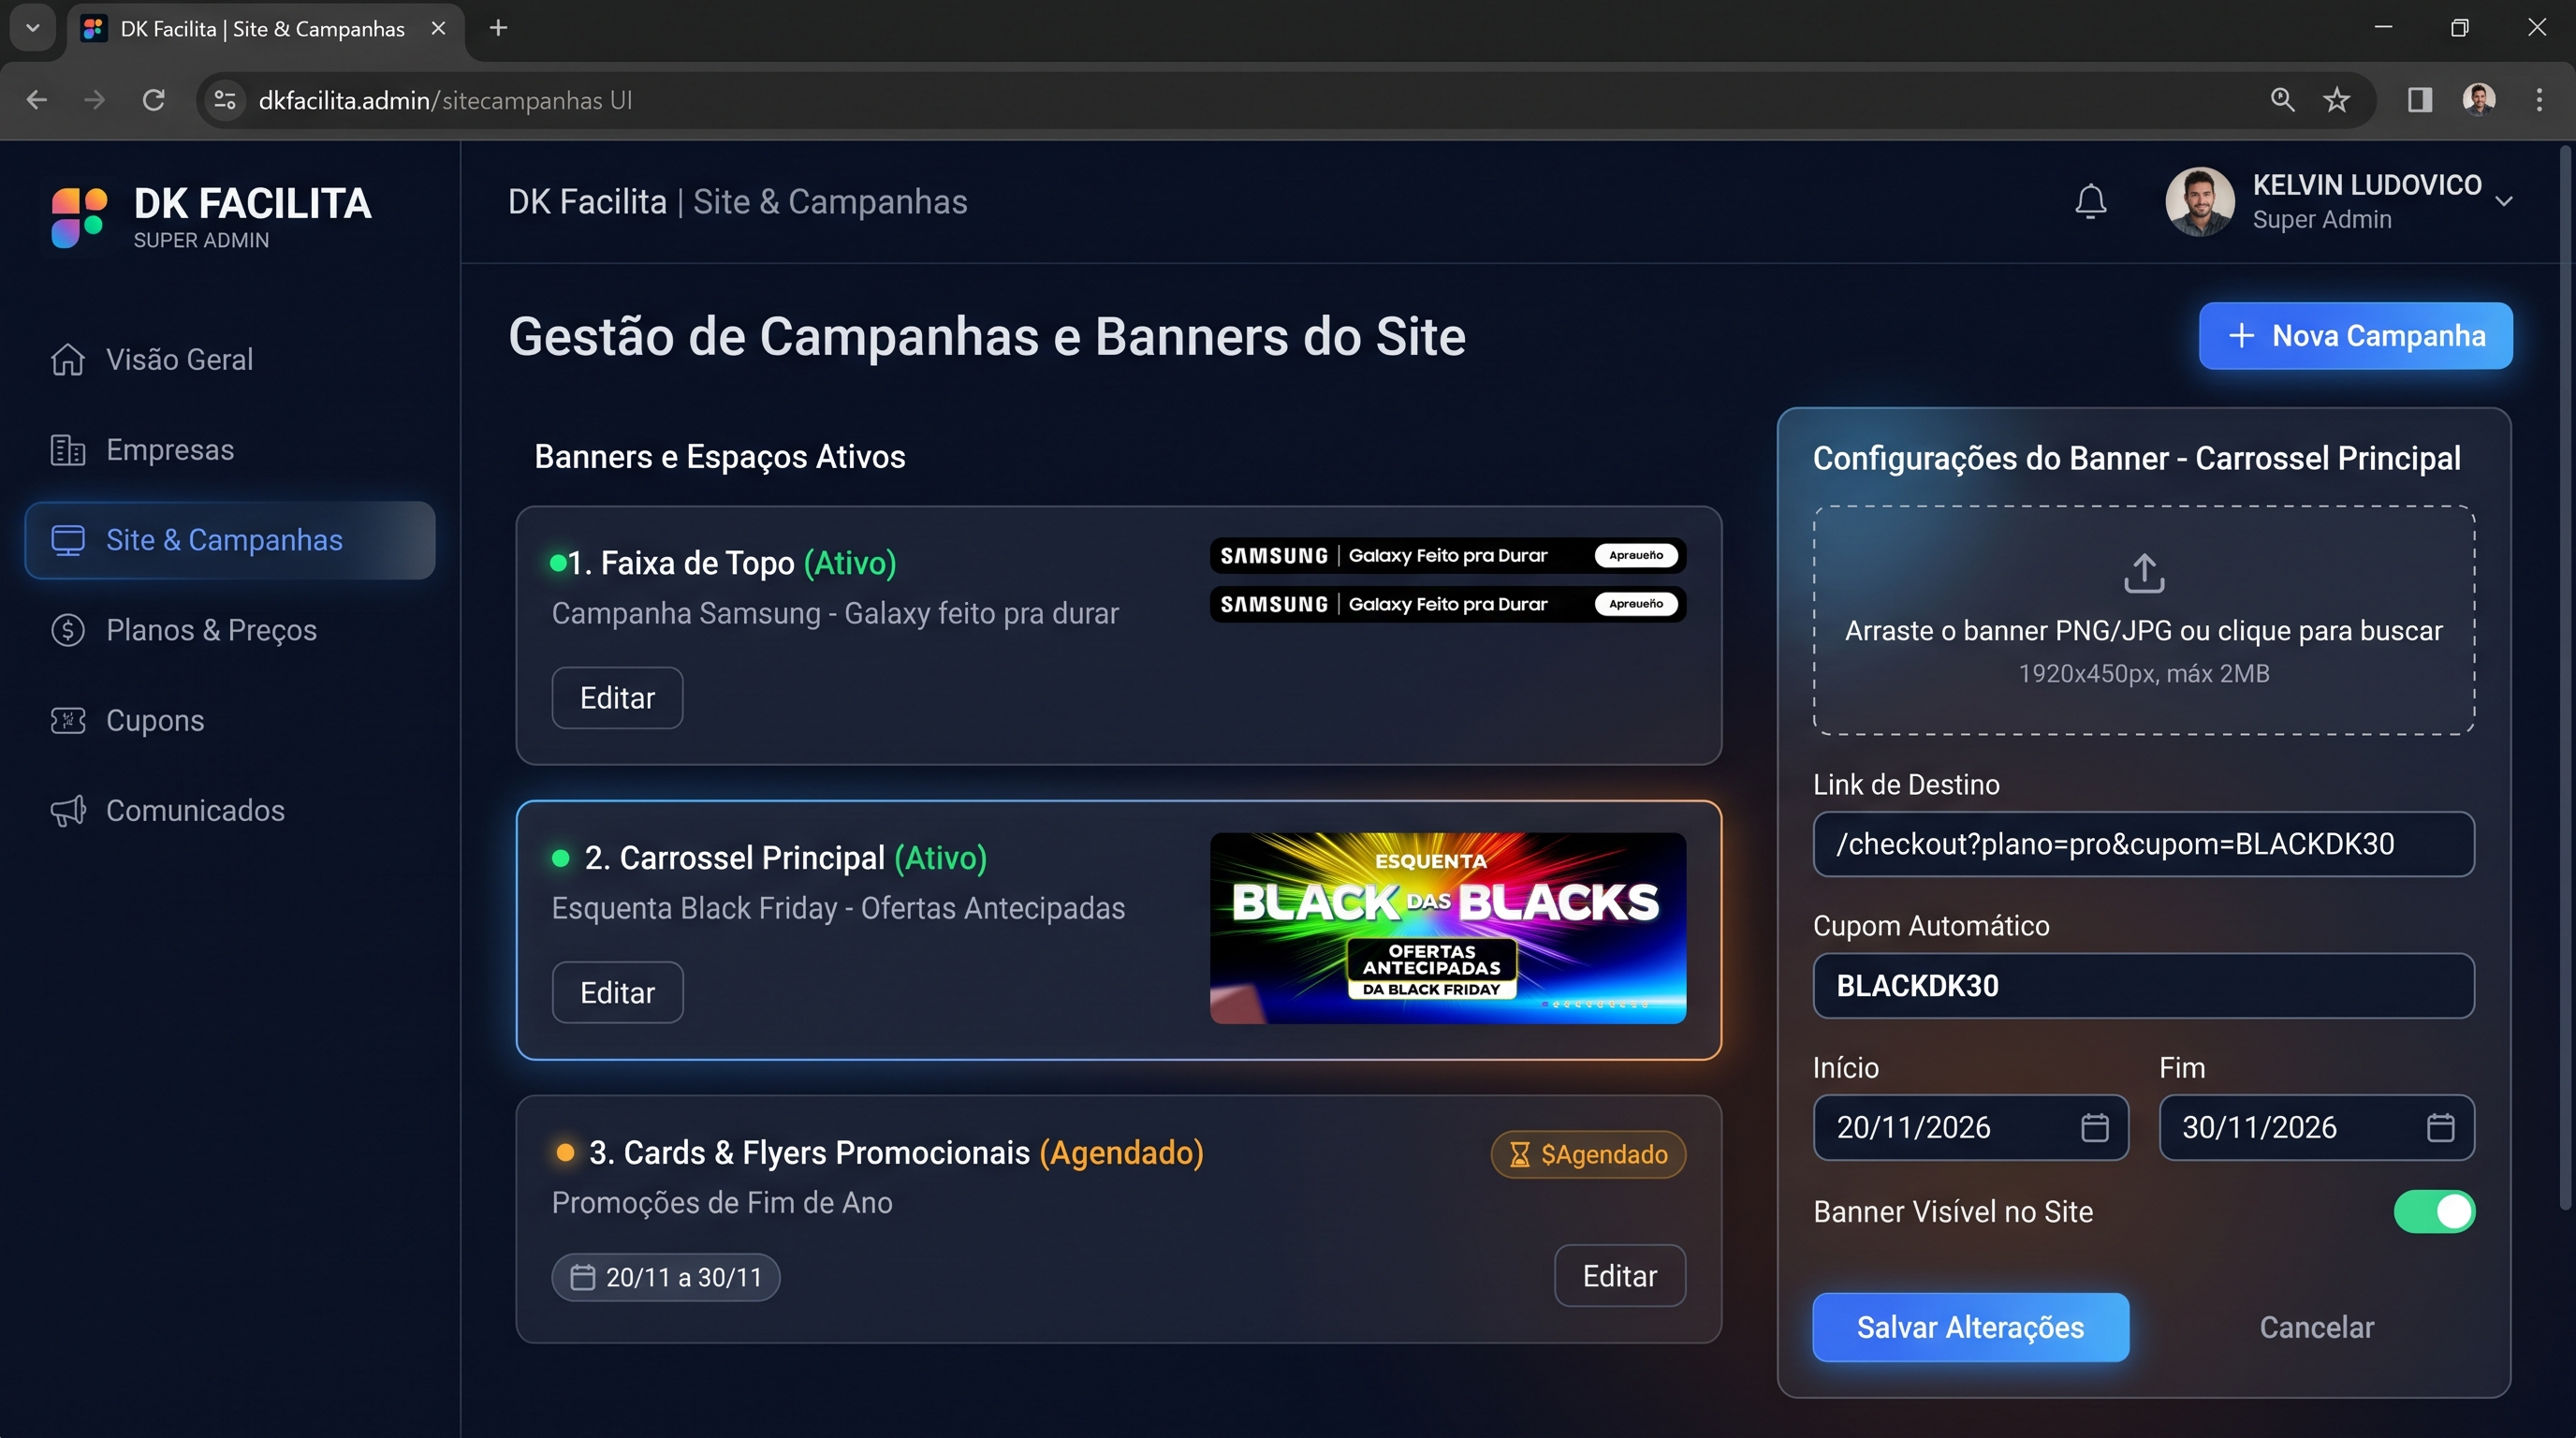 DK Facilita | Site & Campanhas
dkfacilita.admin/sitecampanhas UI
DK FACILITA
SUPER ADMIN
Visão Geral
Empresas
Site & Campanhas
Planos & Preços
Cupons
Comunicados
DK Facilita | Site & Campanhas
KELVIN LUDOVICO
Super Admin
Gestão de Campanhas e Banners do Site
+ Nova Campanha
Banners e Espaços Ativos
1. Faixa de Topo (Ativo)
Campanha Samsung - Galaxy feito pra durar
Editar
SAMSUNG | Galaxy Feito pra Durar Apraueño
SAMSUNG | Galaxy Feito pra Durar Apraueño
2. Carrossel Principal (Ativo)
Esquenta Black Friday - Ofertas Antecipadas
Editar
ESQUENTA
BLACK DAS BLACKS
OFERTAS
ANTECIPADAS
DA BLACK FRIDAY
3. Cards & Flyers Promocionais (Agendado)
$Agendado
Promoções de Fim de Ano
20/11 a 30/11
Editar
Configurações do Banner - Carrossel Principal
Arraste o banner PNG/JPG ou clique para buscar
1920x450px, máx 2MB
Link de Destino
/checkout?plano=pro&cupom=BLACKDK30
Cupom Automático
BLACKDK30
Início Fim
20/11/2026 30/11/2026
Banner Visível no Site
Salvar Alterações Cancelar